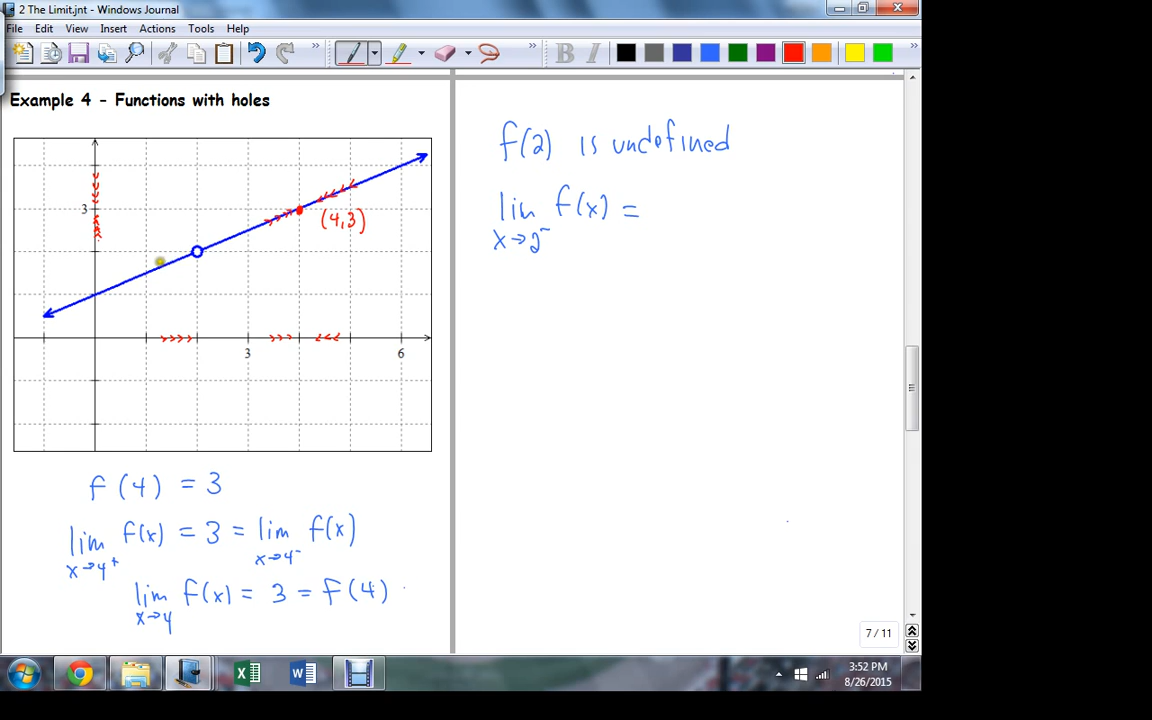 2 The Limit.jnt - Windows Journal
File Edit View Insert Actions Tools Help
Example 4 - Functions with holes
3
(4,3)
3 6
f(4) = 3
lim f(x) = 3 = lim f(x)
x→4⁺ x→4⁻
lim f(x) = 3 = f(4)
x→4
f(2) is undefined
lim f(x) =
x→2⁻
7 / 11
3:52 PM
8/26/2015